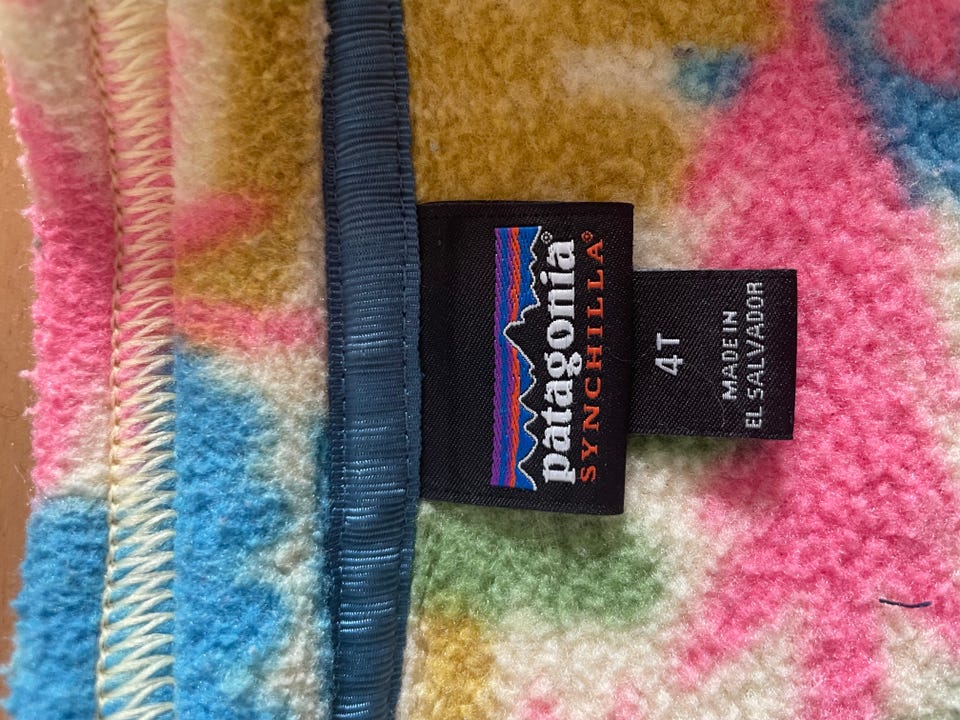 patagonia®
SYNCHILLA®
4T
MADE IN
EL SALVADOR